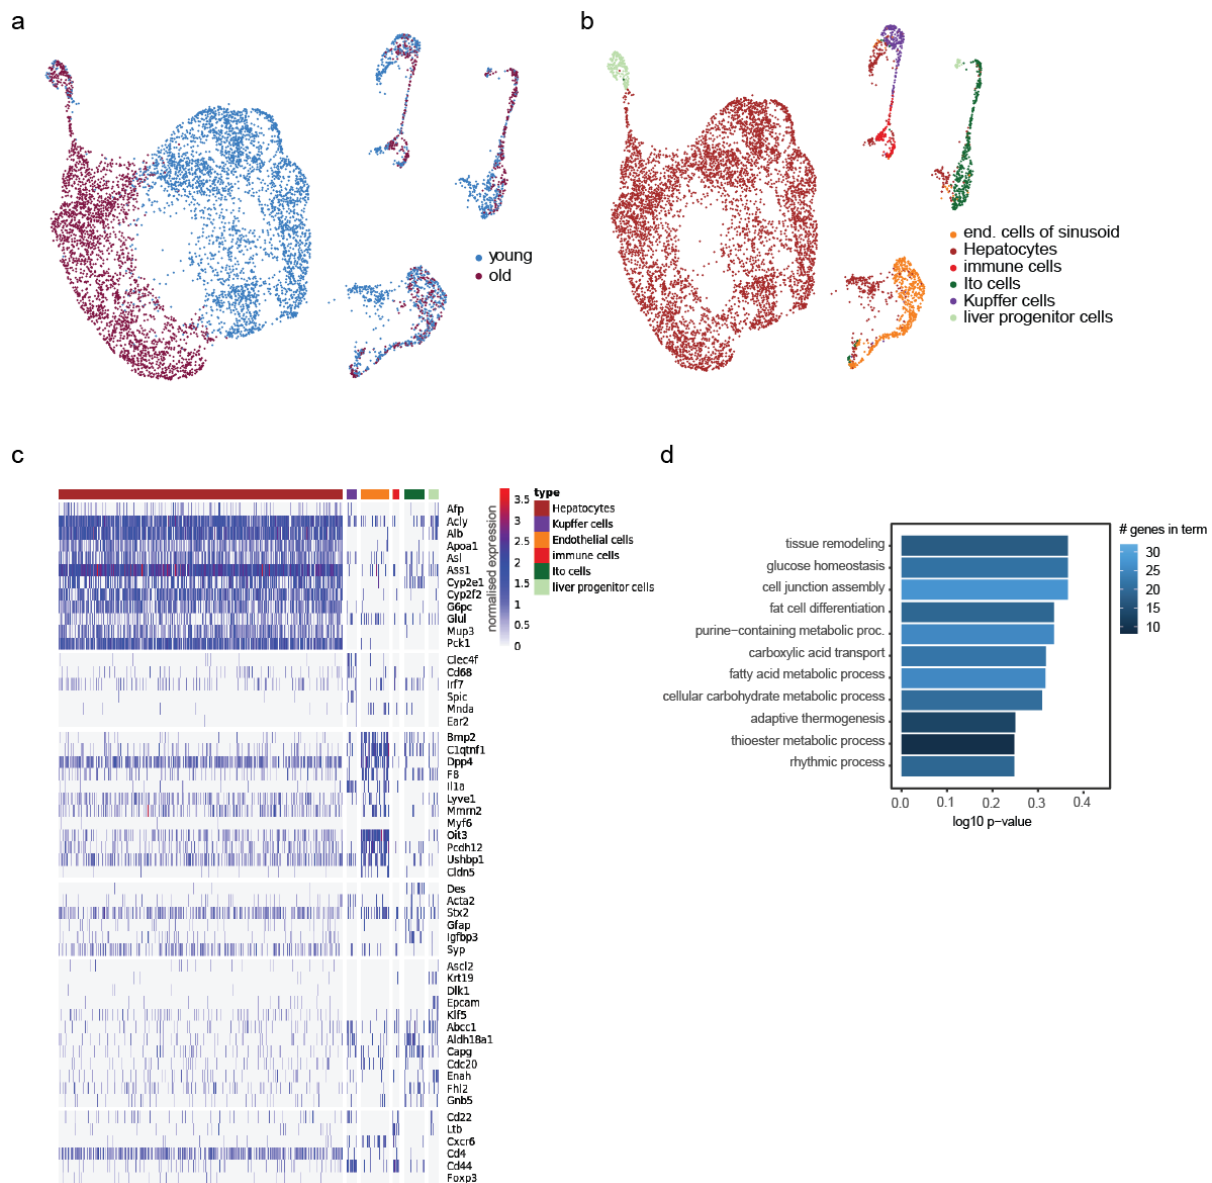 a
b
young
old
end. cells of sinusoid
Hepatocytes
immune cells
Ito cells
Kupffer cells
liver progenitor cells
c
d
Afp
Acly
Alb
Apoa1
Asl
Ass1
Cyp2e1
Cyp2f2
G6pc
Glul
Mup3
Pck1
Clec4f
Cd68
Irf7
Spic
Mnda
Ear2
Bmp2
C1qtnf1
Dpp4
F8
Il1a
Lyve1
Mmrn2
Myf6
Oit3
Pcdh12
Ushbp1
Cldn5
Des
Acta2
Stx2
Gfap
Igfbp3
Syp
Ascl2
Krt19
Dlk1
Epcam
Klf5
Abcc1
Aldh18a1
Capg
Cdc20
Enah
Fhl2
Gnb5
Cd22
Ltb
Cxcr6
Cd4
Cd44
Foxp3
normalised expression
3.5
3
2.5
2
1.5
1
0.5
0
type
Hepatocytes
Kupffer cells
Endothelial cells
immune cells
Ito cells
liver progenitor cells
tissue remodeling
glucose homeostasis
cell junction assembly
fat cell differentiation
purine−containing metabolic proc.
carboxylic acid transport
fatty acid metabolic process
cellular carbohydrate metabolic process
adaptive thermogenesis
thioester metabolic process
rhythmic process
0.0 0.1 0.2 0.3 0.4
log10 p−value
# genes in term
30
25
20
15
10